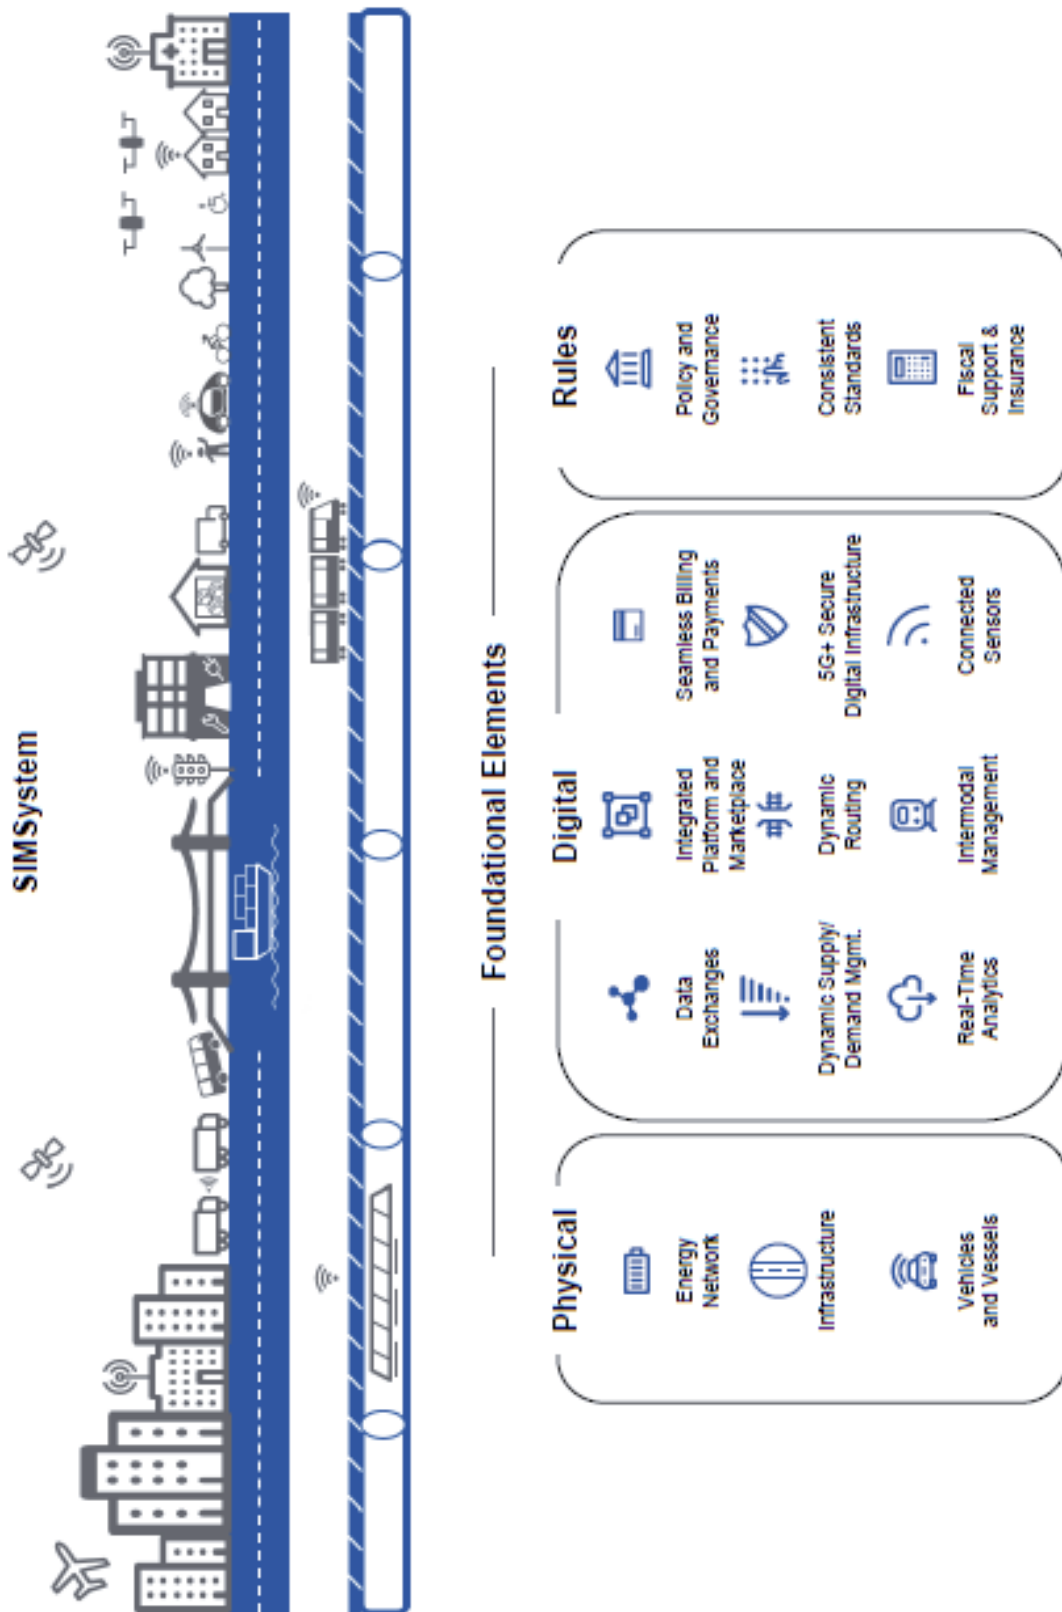 SIMSystem
Foundational Elements
Physical
Energy
Network
Infrastructure
Vehicles
and Vessels
Digital
Data
Exchanges
Integrated
Platform and
Marketplace
Seamless Billing
and Payments
Dynamic Supply/
Demand Mgmt.
Dynamic
Routing
5G+ Secure
Digital Infrastructure
Real-Time
Analytics
Intermodal
Management
Connected
Sensors
Rules
Policy and
Governance
Consistent
Standards
Fiscal
Support &
Insurance